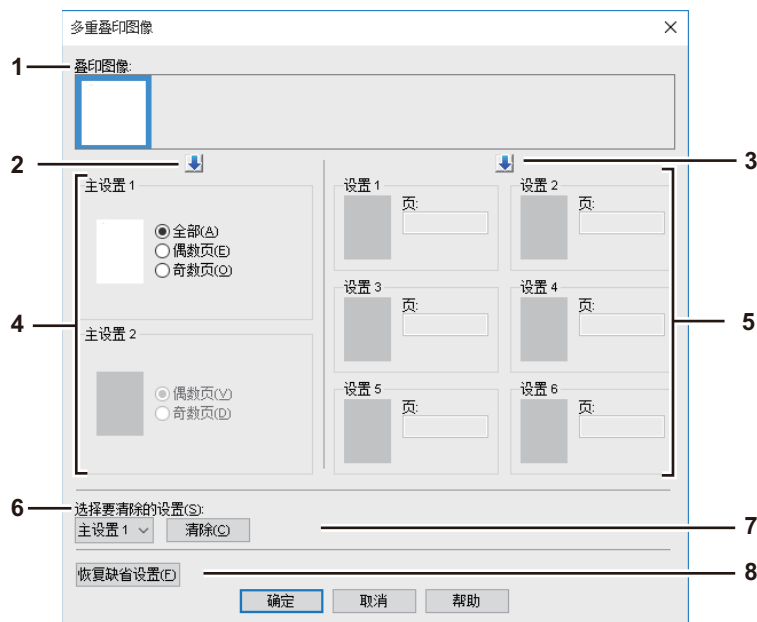 多重叠印图像
1
叠印图像:
2
3
主设置 1
全部(A)
偶数页(E)
奇数页(O)
4
主设置 2
偶数页(V)
奇数页(D)
设置 1
页:
设置 2
页:
设置 3
页:
设置 4
页:
5
设置 5
页:
设置 6
页:
6
选择要清除的设置(S):
主设置 1
清除(C)
7
恢复缺省设置(F)
8
确定
取消
帮助